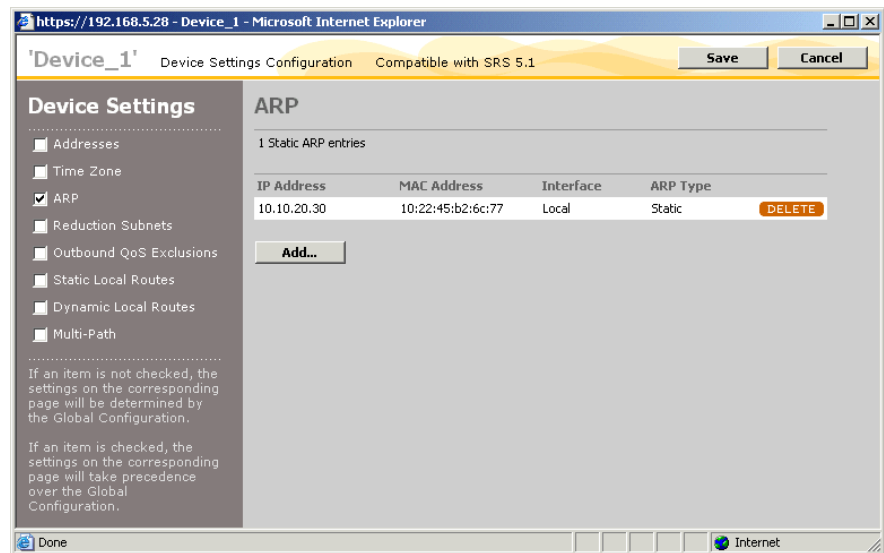 https://192.168.5.28 - Device_1 - Microsoft Internet Explorer
'Device_1' Device Settings Configuration Compatible with SRS 5.1 Save Cancel
Device Settings
Addresses
Time Zone
ARP
Reduction Subnets
Outbound QoS Exclusions
Static Local Routes
Dynamic Local Routes
Multi-Path
If an item is not checked, the
settings on the corresponding
page will be determined by
the Global Configuration.
If an item is checked, the
settings on the corresponding
page will take precedence
over the Global
Configuration.
ARP
1 Static ARP entries
IP Address MAC Address Interface ARP Type
10.10.20.30 10:22:45:b2:6c:77 Local Static DELETE
Add...
Done Internet